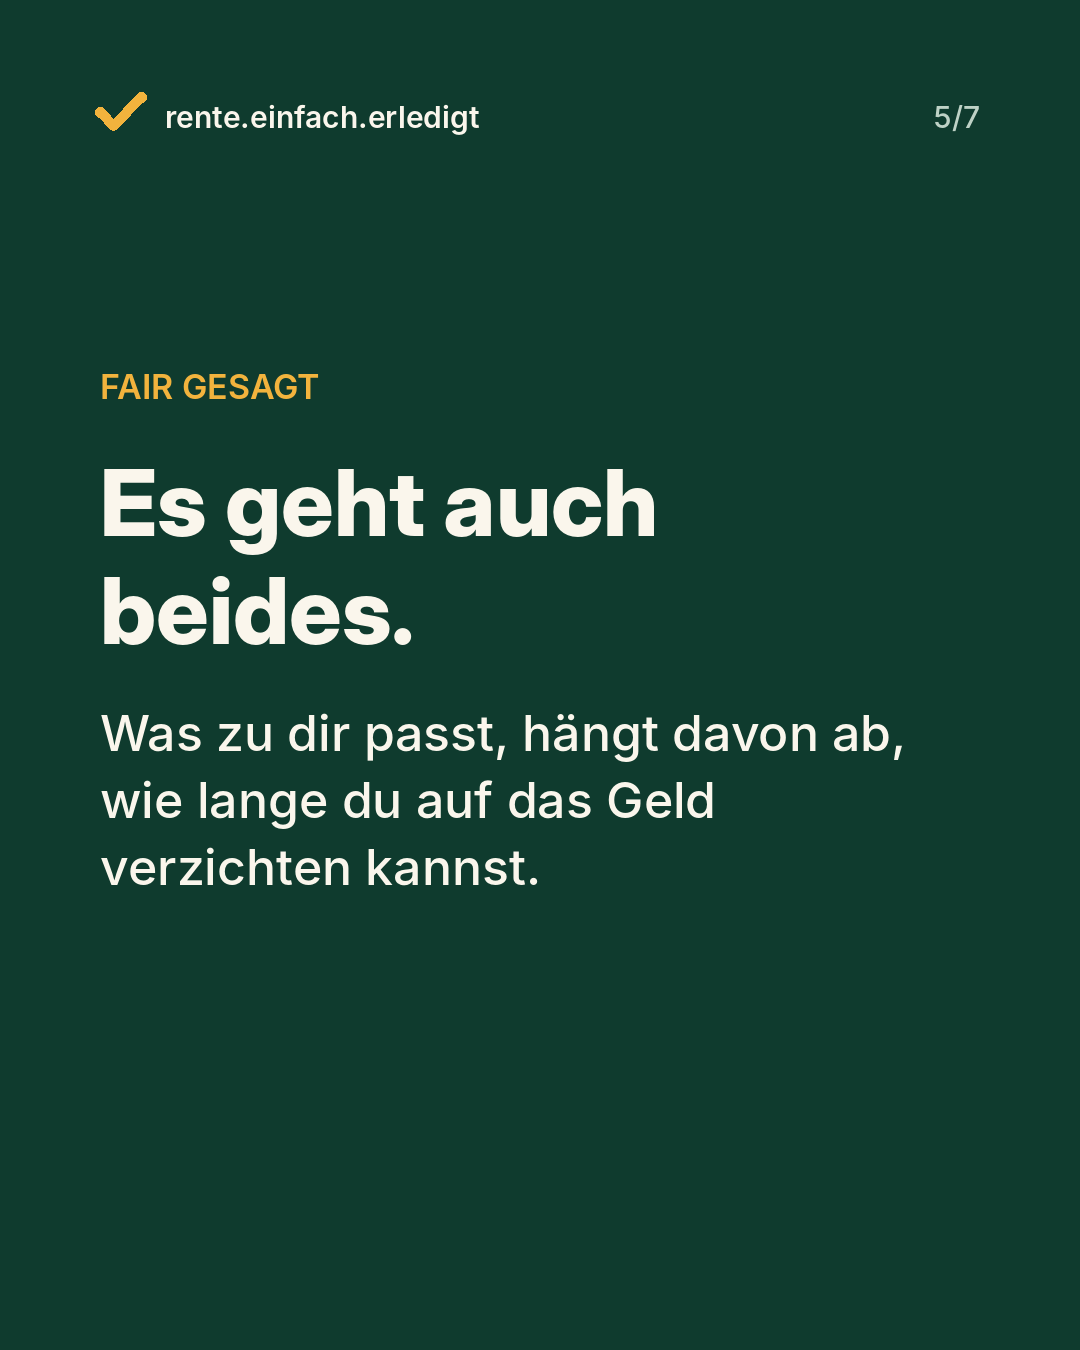 rente.einfach.erledigt
5/7
FAIR GESAGT
Es geht auch
beides.
Was zu dir passt, hängt davon ab,
wie lange du auf das Geld
verzichten kannst.